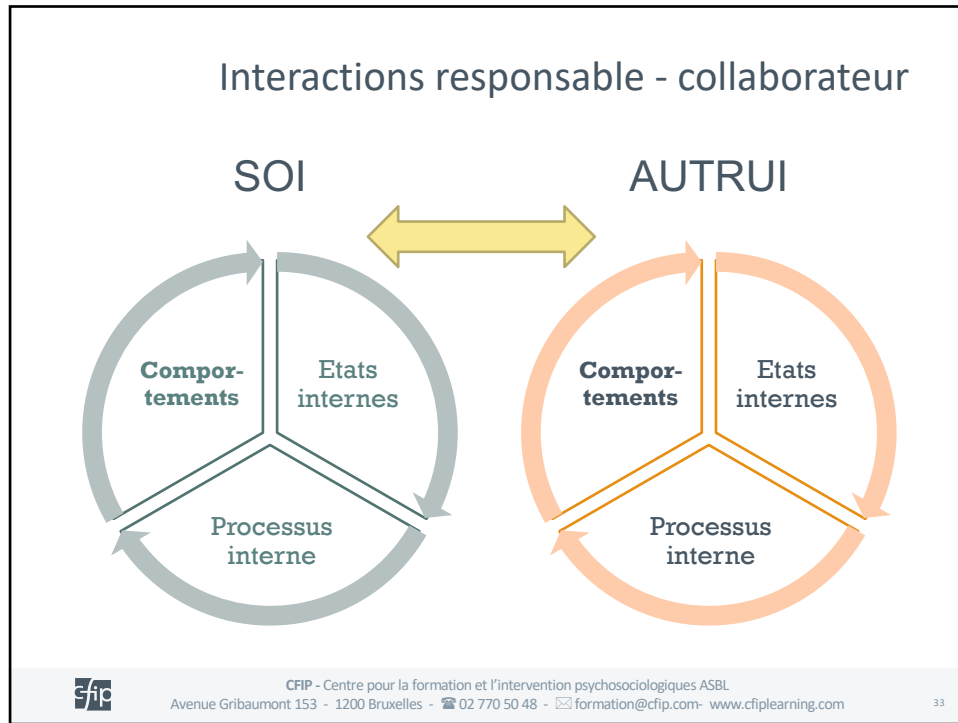 Interactions responsable - collaborateur
SOI
AUTRUI
Compor-
tements
Etats
internes
Processus
interne
Compor-
tements
Etats
internes
Processus
interne
cfip
CFIP - Centre pour la formation et l'intervention psychosociologiques ASBL
Avenue Gribaumont 153 - 1200 Bruxelles - ☎ 02 770 50 48 - ✉ formation@cfip.com- www.cfiplearning.com
33